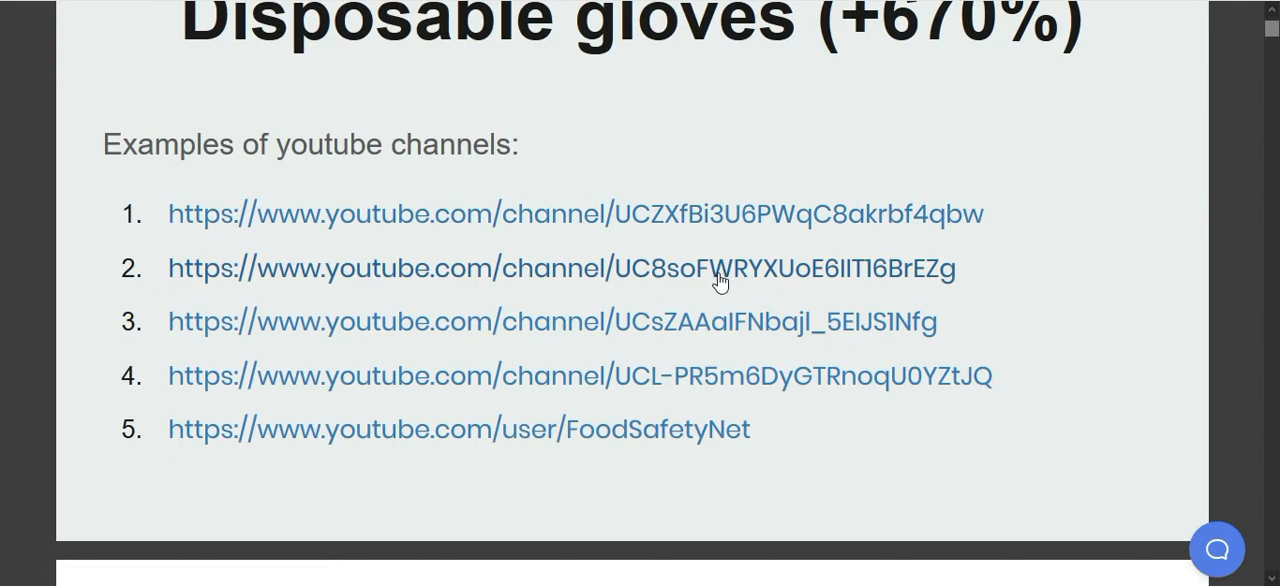 Disposable gloves (+670%)
Examples of youtube channels:
1. https://www.youtube.com/channel/UCZXfBi3U6PWqC8akrbf4qbw
2. https://www.youtube.com/channel/UC8soFWRYXUoE6IIT16BrEZg
3. https://www.youtube.com/channel/UCsZAAaIFNbajI_5EIJS1Nfg
4. https://www.youtube.com/channel/UCL-PR5m6DyGTRnoqU0YZtJQ
5. https://www.youtube.com/user/FoodSafetyNet